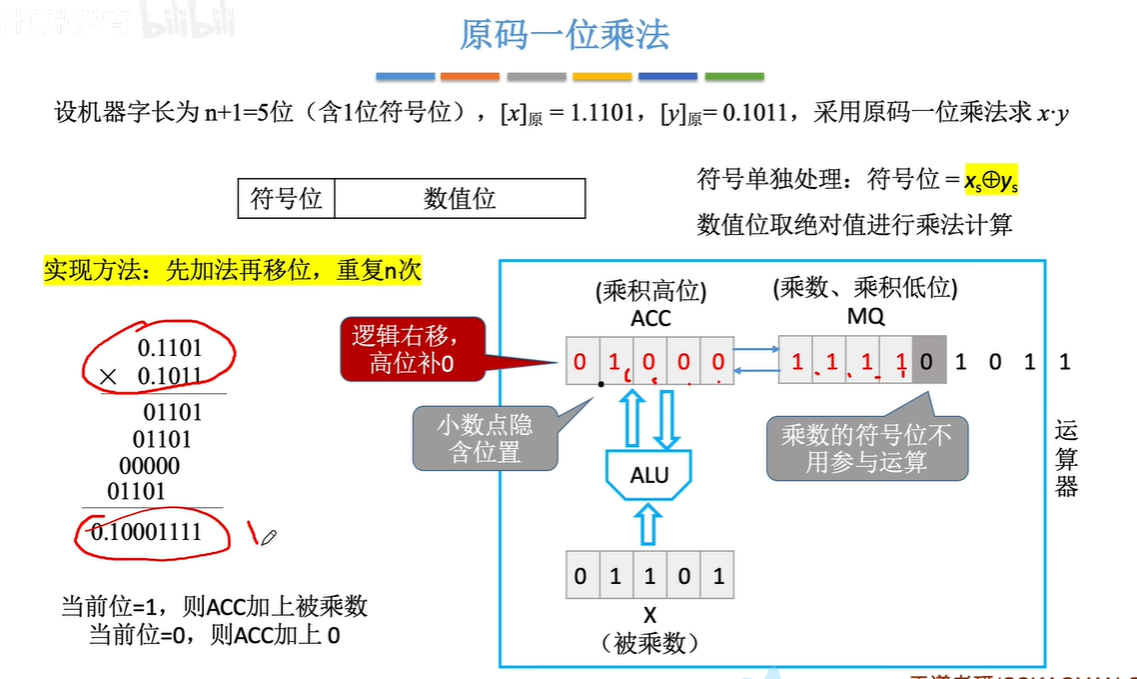 bilibili
原码一位乘法
设机器字长为 n+1=5位（含1位符号位），[x]原 = 1.1101，[y]原= 0.1011，采用原码一位乘法求 x·y
符号位 数值位
符号单独处理：符号位 = xs⊕ys
数值位取绝对值进行乘法计算
实现方法：先加法再移位，重复n次
0.1101
× 0.1011
01101
01101
00000
01101
0.10001111
当前位=1，则ACC加上被乘数
当前位=0，则ACC加上 0
(乘积高位)
ACC
(乘数、乘积低位)
MQ
逻辑右移，
高位补0
0 1 0 0 0
1 1 1 1 0 1 0 1 1
小数点隐
含位置
乘数的符号位不
用参与运算
ALU
0 1 1 0 1
X
（被乘数）
运算器